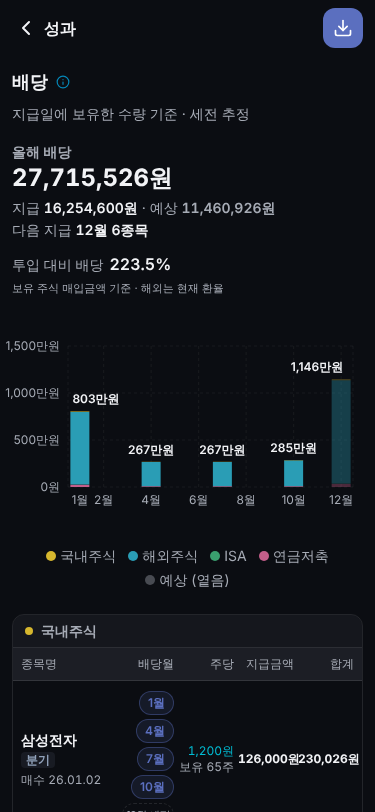 성과
배당
지급일에 보유한 수량 기준 · 세전 추정
올해 배당
27,715,526원
지급 16,254,600원 · 예상 11,460,926원
다음 지급 12월 6종목
투입 대비 배당 223.5%
보유 주식 매입금액 기준 · 해외는 현재 환율
1,500만원
1,146만원
1,000만원
803만원
500만원
267만원 267만원 285만원
0원
1월 2월 4월 6월 8월 10월 12월
국내주식 해외주식 ISA 연금저축
예상 (옅음)
국내주식
종목명 배당월 주당 지급금액 합계
1월
4월
삼성전자
분기
매수 26.01.02
7월
10월
1,200원
보유 65주
126,000원
230,026원